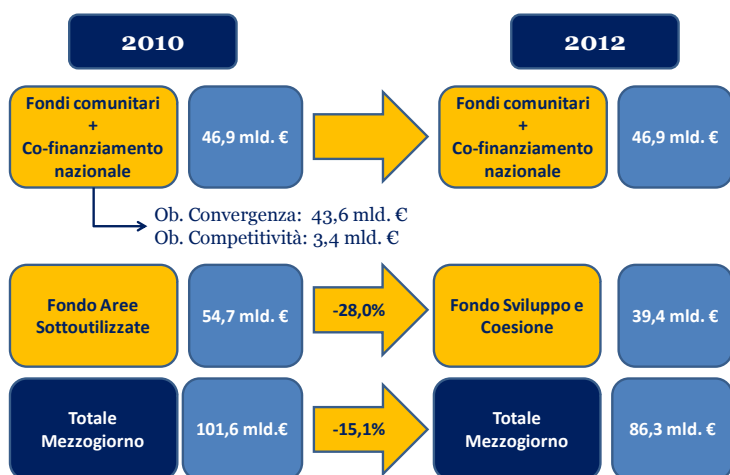 2010
2012
Fondi comunitari
+
Co-finanziamento
nazionale
46,9 mld. €
Fondi comunitari
+
Co-finanziamento
nazionale
46,9 mld. €
Ob. Convergenza: 43,6 mld. €
Ob. Competitività: 3,4 mld. €
Fondo Aree
Sottoutilizzate
54,7 mld. €
-28,0%
Fondo Sviluppo e
Coesione
39,4 mld. €
Totale
Mezzogiorno
101,6 mld.€
-15,1%
Totale
Mezzogiorno
86,3 mld. €